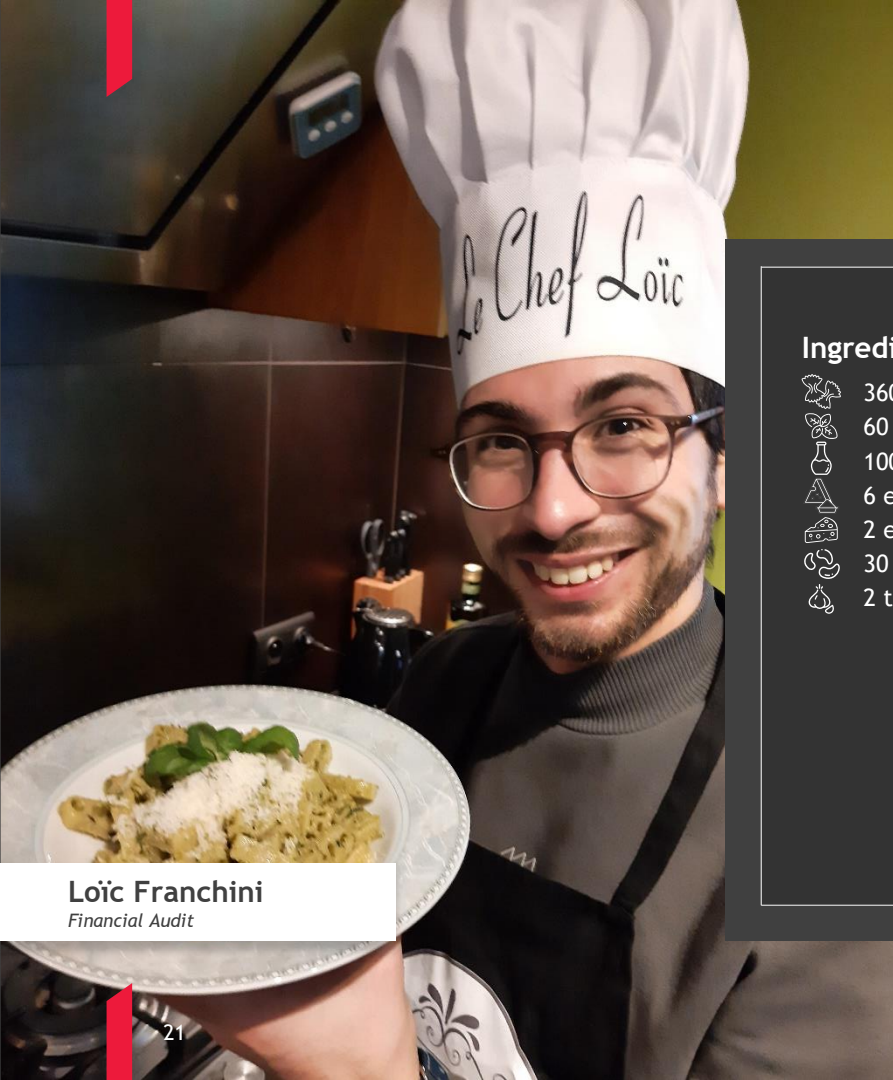 Le Chef Loïc
Ingredi
360
60
100
6 e
2 e
30
2 t
Loïc Franchini
Financial Audit
21